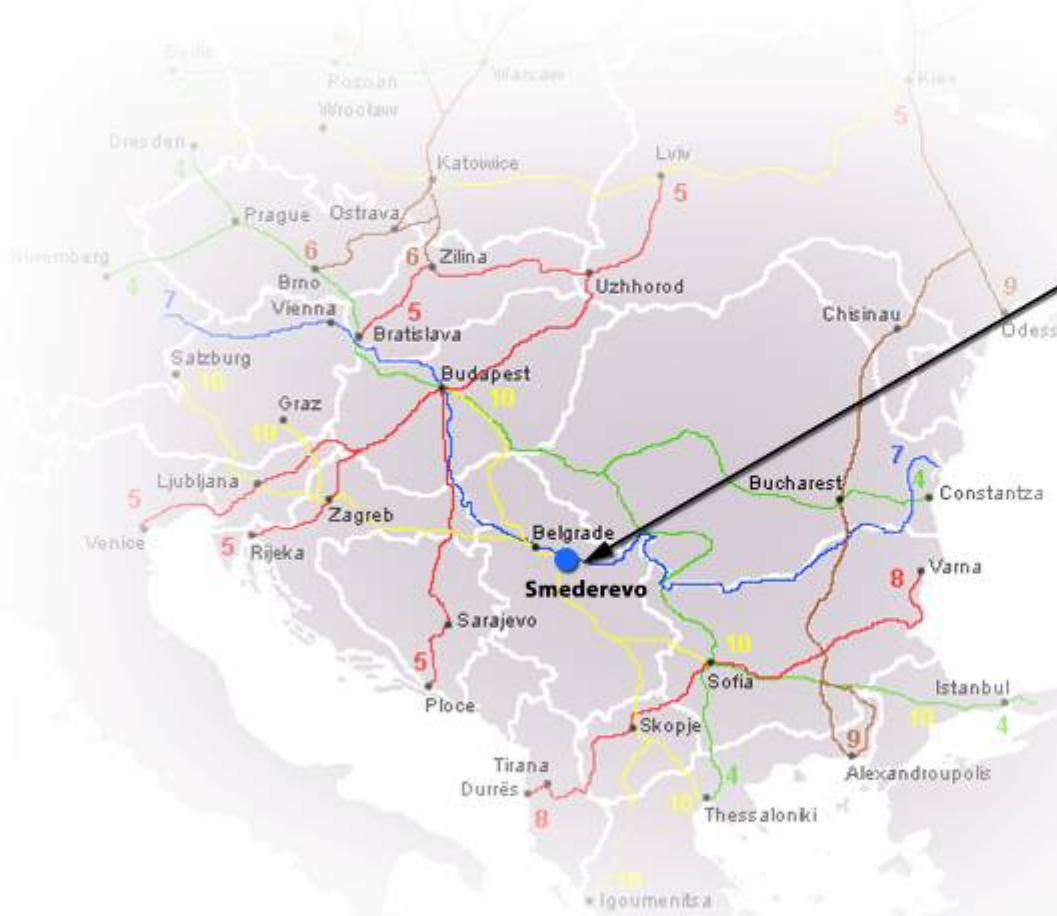 Berlin
Poznań
Warsaw
Kiev
5
Wrocław
Dresden
4
Katowice
Lviv
5
Prague
Ostrava
Nuremberg
4
6
Brno
6
Zilina
Uzhhorod
9
7
Vienna
5
Bratislava
Chisinau
Odess
Salzburg
10
Budapest
10
Graz
10
7
Ljubljana
Bucharest
4
Constantza
5
Venice
Zagreb
5
Rijeka
Belgrade
Smederevo
8
Varna
Sarajevo
5
Ploce
10
Sofia
Istanbul
10
4
Skopje
9
Alexandroupolis
Tirana
Durrës
8
4
10
Thessaloniki
10
Igoumenitsa